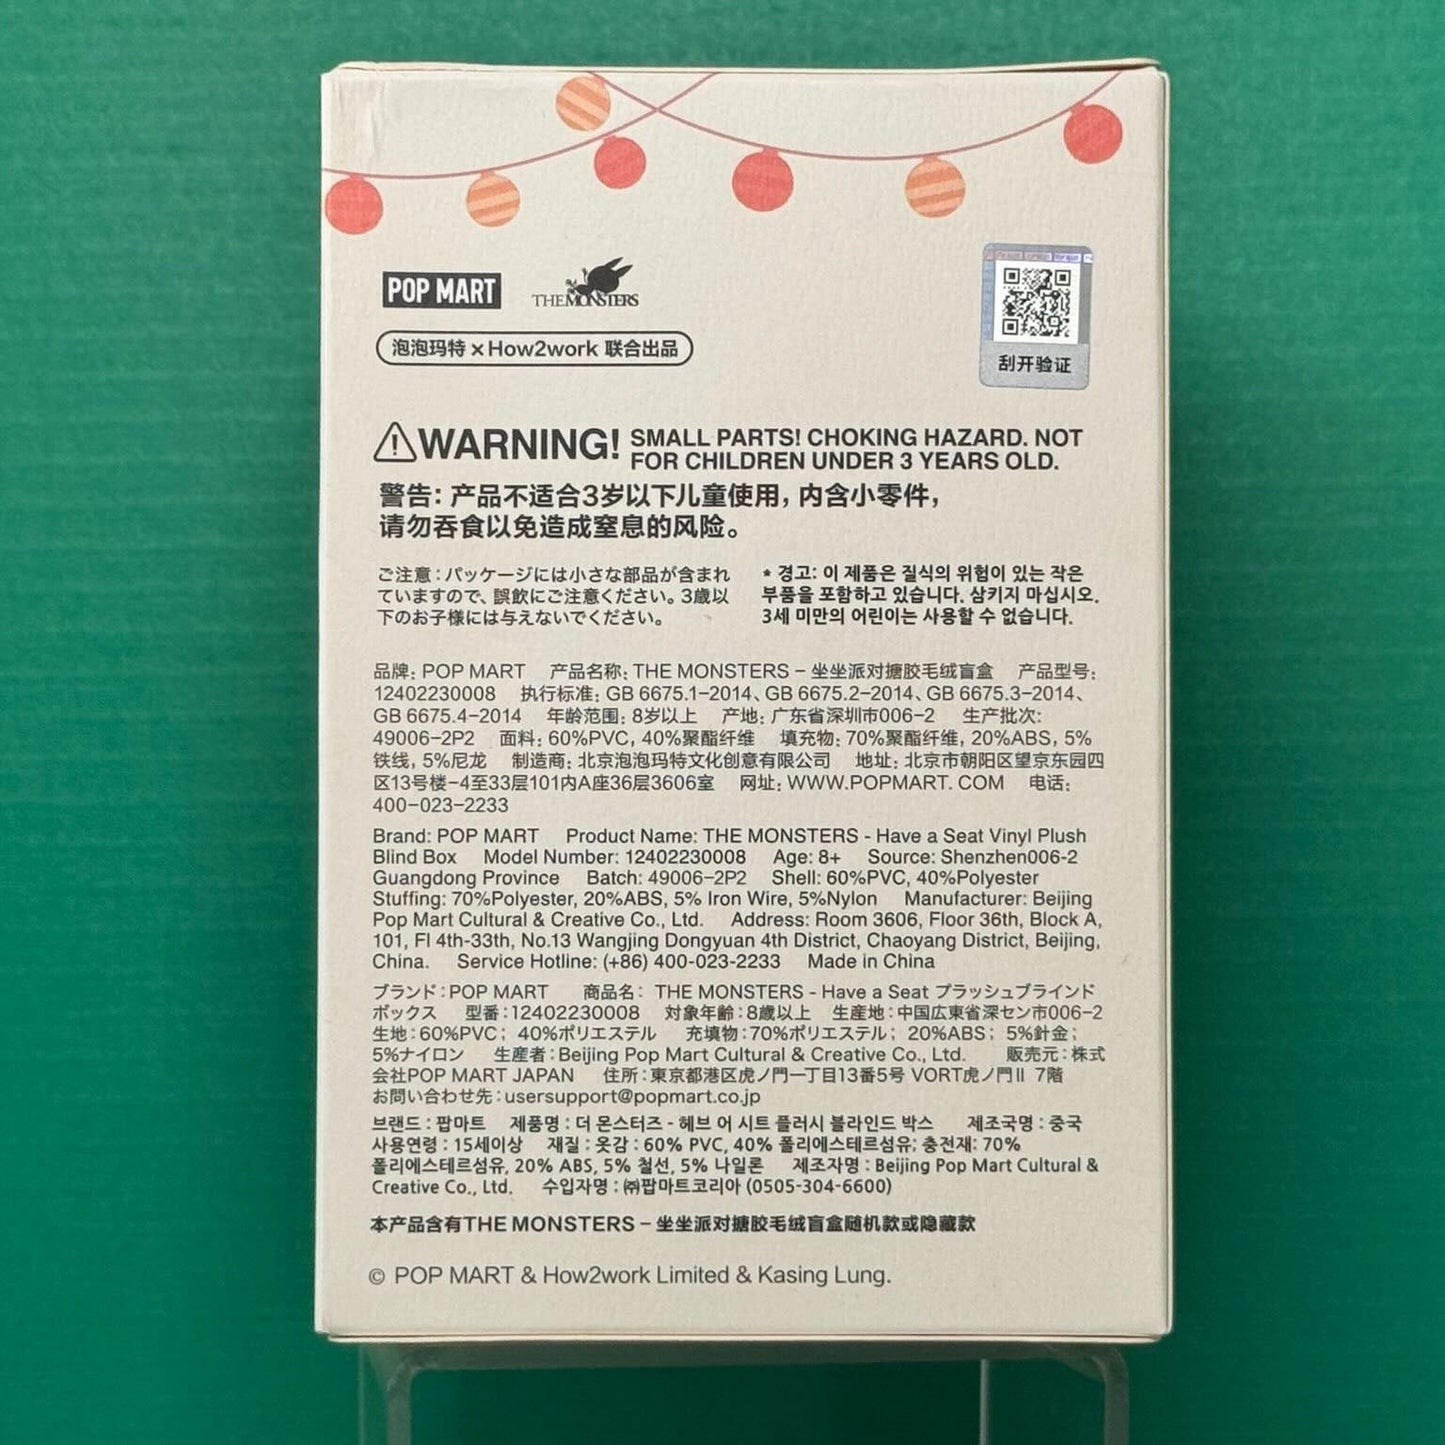 POP MART
THE MONSTERS
泡泡玛特 × How2work 联合出品
刮开验证
WARNING! SMALL PARTS! CHOKING HAZARD. NOT
FOR CHILDREN UNDER 3 YEARS OLD.
警告: 产品不适合3岁以下儿童使用, 内含小零件,
请勿吞食以免造成窒息的风险。
ご注意:パッケージには小さな部品が含まれ
ていますので、誤飲にご注意ください。3歳以
下のお子様には与えないでください。
* 경고: 이 제품은 질식의 위험이 있는 작은
부품을 포함하고 있습니다. 삼키지 마십시오.
3세 미만의 어린이는 사용할 수 없습니다.
品牌: POP MART 产品名称: THE MONSTERS – 坐坐派对搪胶毛绒盲盒 产品型号:
12402230008 执行标准: GB 6675.1–2014、GB 6675.2–2014、GB 6675.3–2014、
GB 6675.4–2014 年龄范围: 8岁以上 产地: 广东省深圳市006–2 生产批次:
49006–2P2 面料: 60%PVC, 40%聚酯纤维 填充物: 70%聚酯纤维, 20%ABS, 5%
铁线, 5%尼龙 制造商: 北京泡泡玛特文化创意有限公司 地址: 北京市朝阳区望京东园四
区13号楼–4至33层101内A座36层3606室 网址: WWW.POPMART. COM 电话:
400–023–2233
Brand: POP MART Product Name: THE MONSTERS - Have a Seat Vinyl Plush
Blind Box Model Number: 12402230008 Age: 8+ Source: Shenzhen006-2
Guangdong Province Batch: 49006-2P2 Shell: 60%PVC, 40%Polyester
Stuffing: 70%Polyester, 20%ABS, 5% Iron Wire, 5%Nylon Manufacturer: Beijing
Pop Mart Cultural & Creative Co., Ltd. Address: Room 3606, Floor 36th, Block A,
101, Fl 4th-33th, No.13 Wangjing Dongyuan 4th District, Chaoyang District, Beijing,
China. Service Hotline: (+86) 400-023-2233 Made in China
ブランド:POP MART 商品名: THE MONSTERS - Have a Seat プラッシュブラインド
ボックス 型番:12402230008 対象年齢:8歳以上 生産地:中国広東省深セン市006-2
生地:60%PVC; 40%ポリエステル 充填物:70%ポリエステル; 20%ABS; 5%針金;
5%ナイロン 生産者:Beijing Pop Mart Cultural & Creative Co., Ltd. 販売元:株式
会社POP MART JAPAN 住所:東京都港区虎ノ門一丁目13番5号 VORT虎ノ門II 7階
お問い合わせ先:usersupport@popmart.co.jp
브랜드 : 팝마트 제품명 : 더 몬스터즈 - 헤브 어 시트 플러시 블라인드 박스 제조국명 : 중국
사용연령 : 15세이상 재질 : 옷감 : 60% PVC, 40% 폴리에스테르섬유; 충전재: 70%
폴리에스테르섬유, 20% ABS, 5% 철선, 5% 나일론 제조자명 : Beijing Pop Mart Cultural &
Creative Co., Ltd. 수입자명 : ㈜팝마트코리아 (0505-304-6600)
本产品含有THE MONSTERS – 坐坐派对搪胶毛绒盲盒随机款或隐藏款
© POP MART & How2work Limited & Kasing Lung.